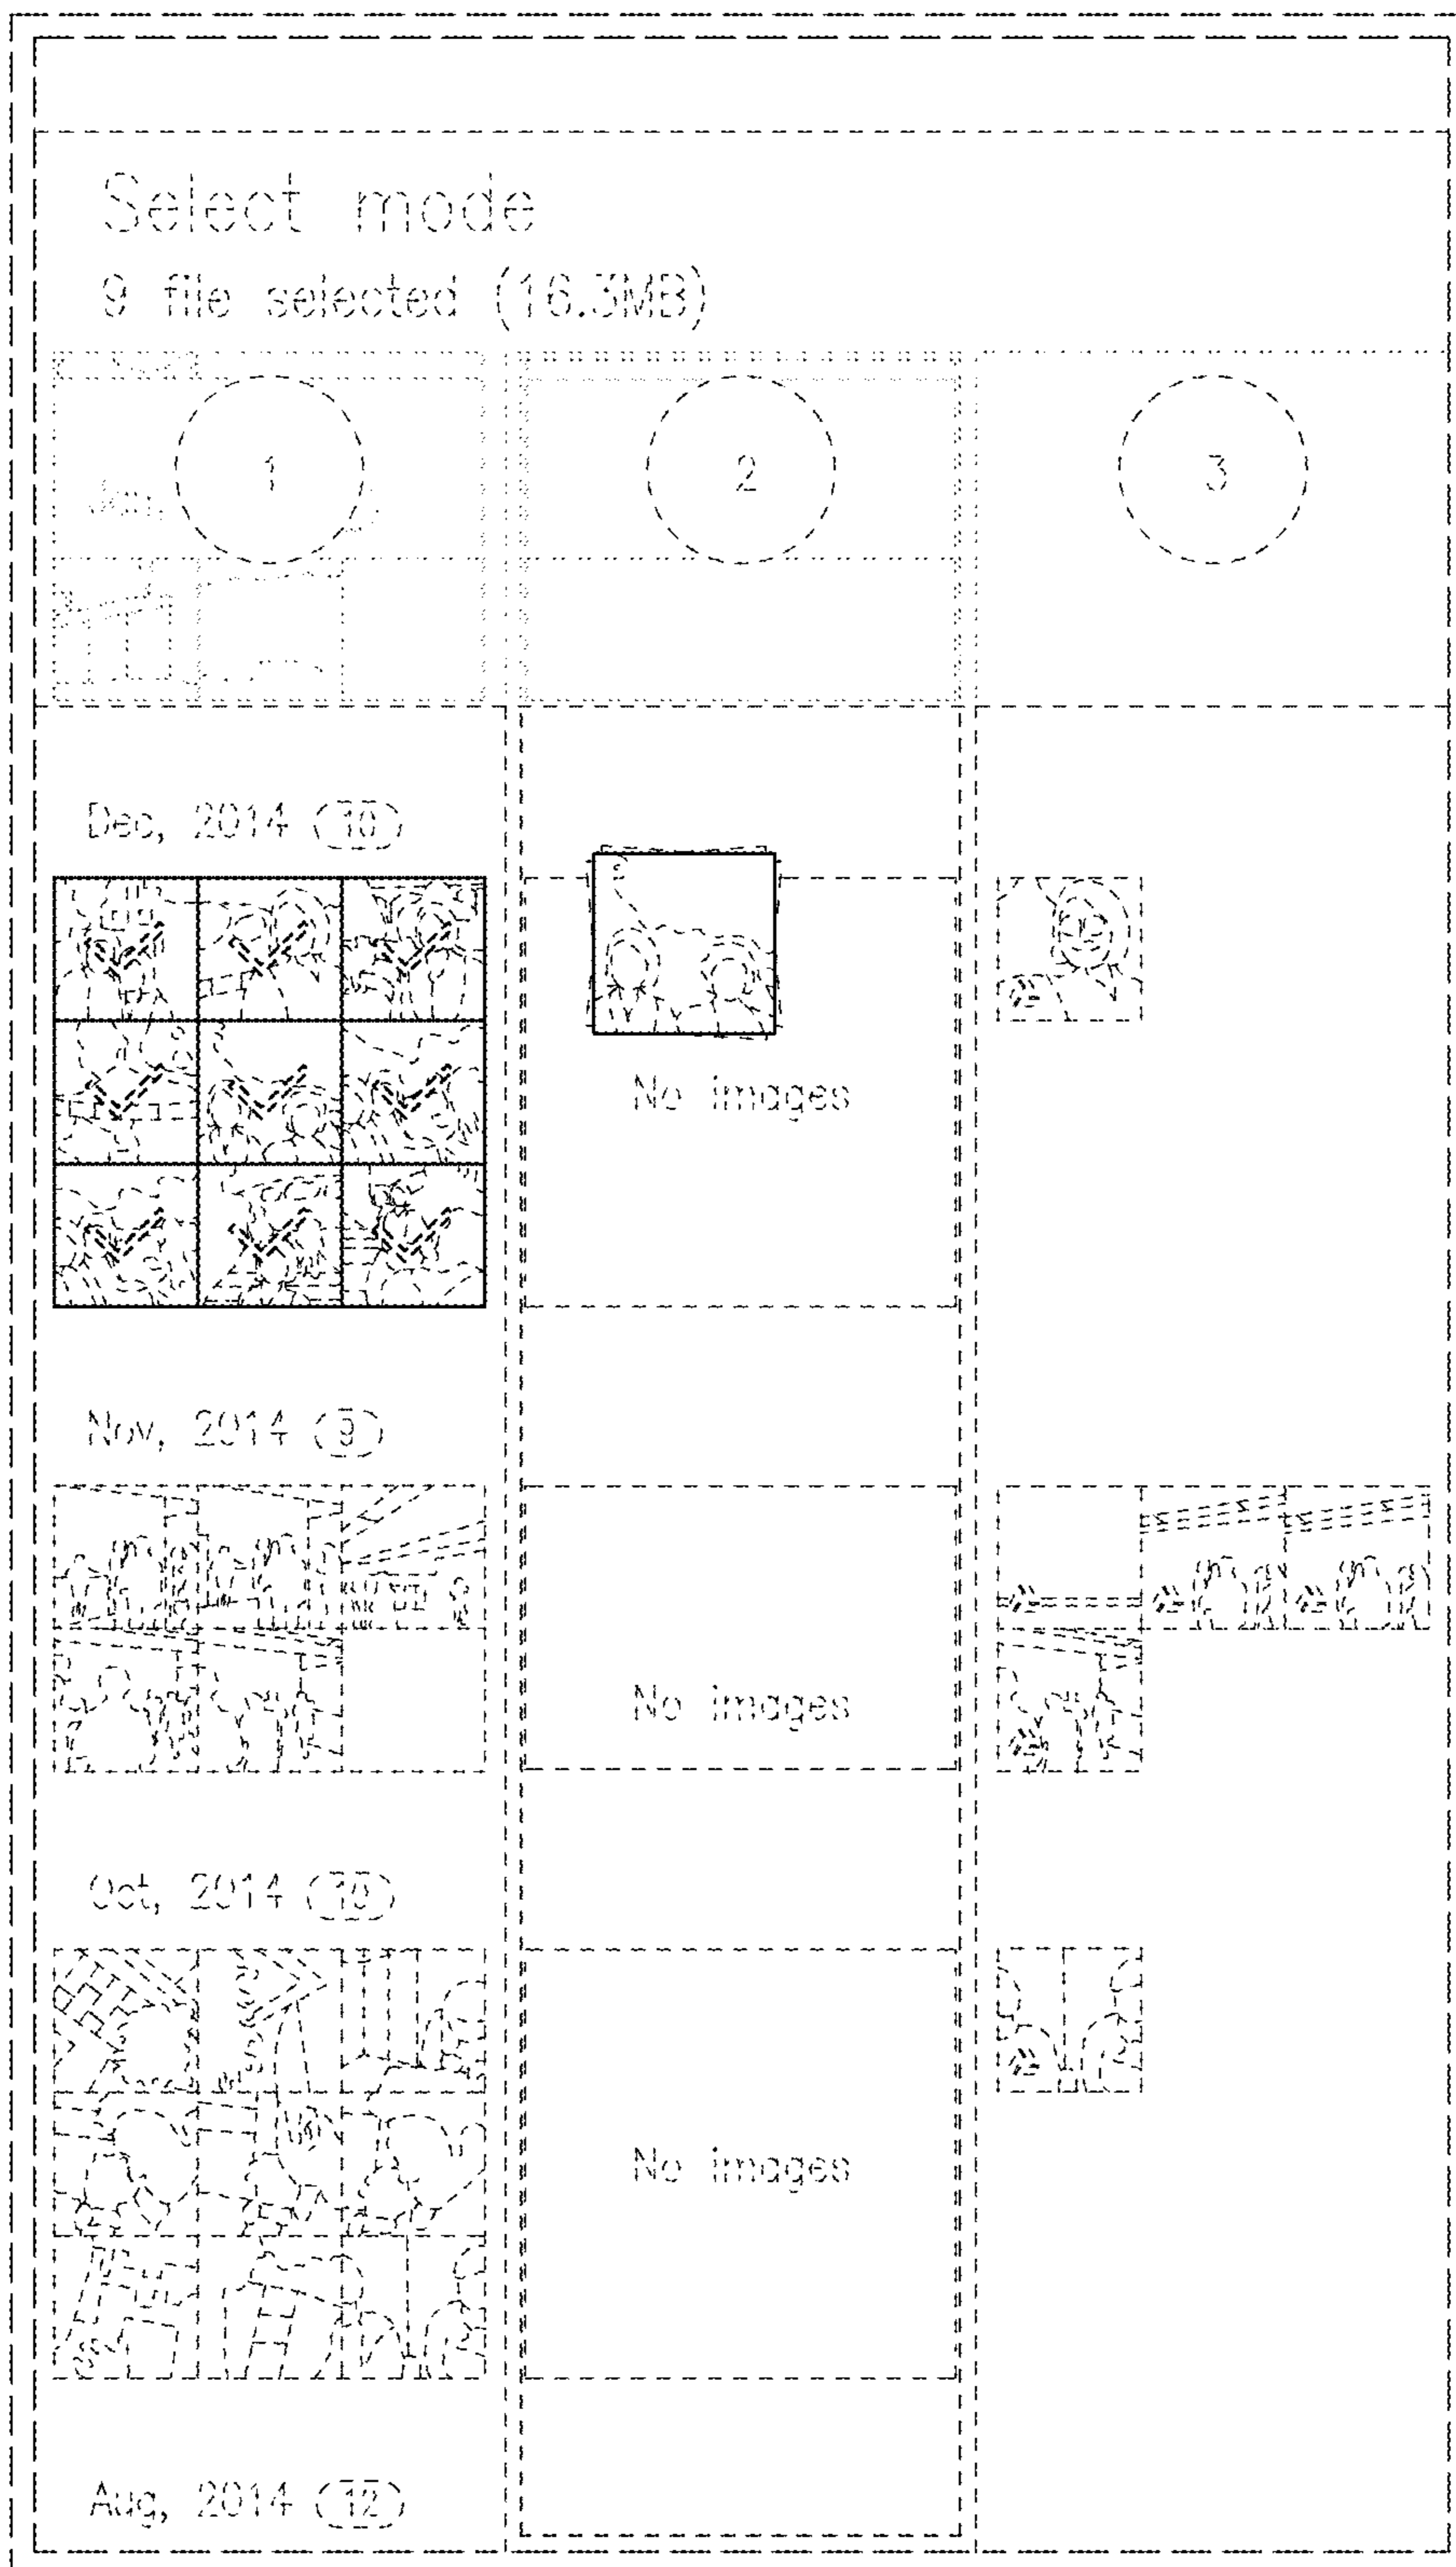 Select mode
9 file selected (16.3MB)
1 2 3
Jan,
Dec, 2014 (10)
No images
Nov, 2014 (9)
No images
Oct, 2014 (10)
No images
Aug, 2014 (12)